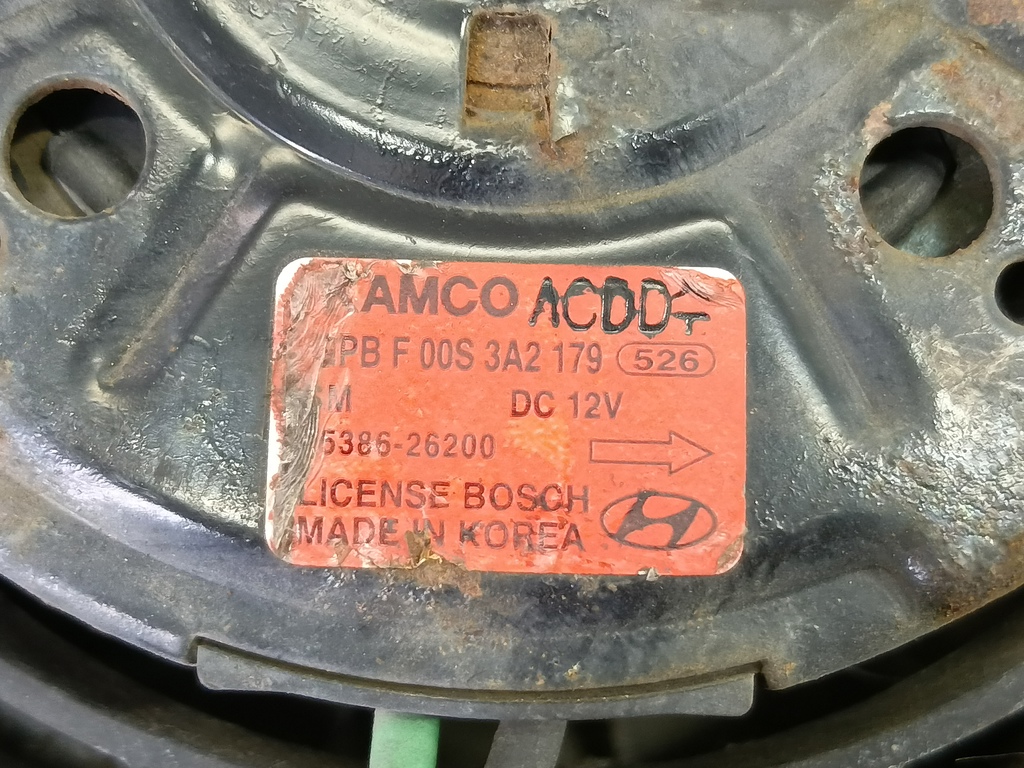 AMCO ACDD
PB F 00S 3A2 179 526
M DC 12V
5386-26200
LICENSE BOSCH
MADE IN KOREA